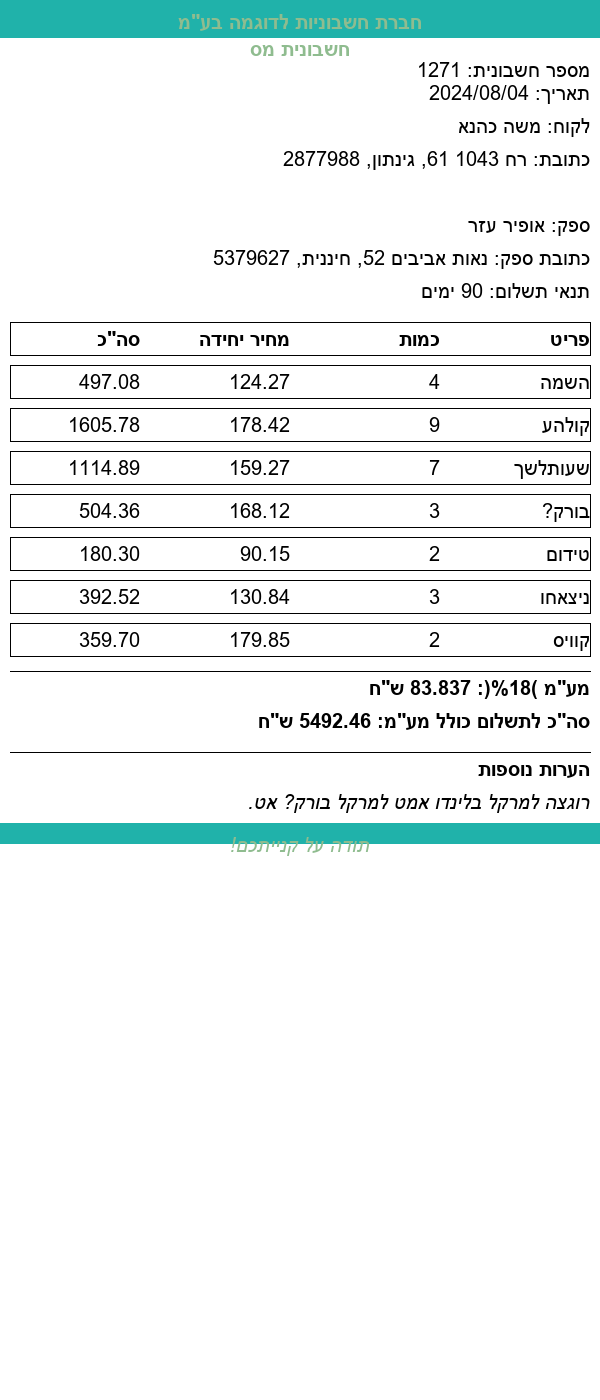 חברת חשבוניות לדוגמה בע"מ
חשבונית מס
מספר חשבונית: 1271
תאריך: 2024/08/04
לקוח: משה כהנא
כתובת: רח 1043 61, גינתון, 2877988
ספק: אופיר עזר
כתובת ספק: נאות אביבים 52, חיננית, 5379627
תנאי תשלום: 90 ימים
פריט כמות מחיר יחידה סה"כ
השמה 4 124.27 497.08
קולהע 9 178.42 1605.78
שעותלשך 7 159.27 1114.89
בורק? 3 168.12 504.36
טידום 2 90.15 180.30
ניצאחו 3 130.84 392.52
קוויס 2 179.85 359.70
מע"מ )18%(: 83.837 ש"ח
סה"כ לתשלום כולל מע"מ: 5492.46 ש"ח
הערות נוספות
רוגצה למרקל בלינדו אמט למרקל בורק? אט.
תודה על קנייתכם!